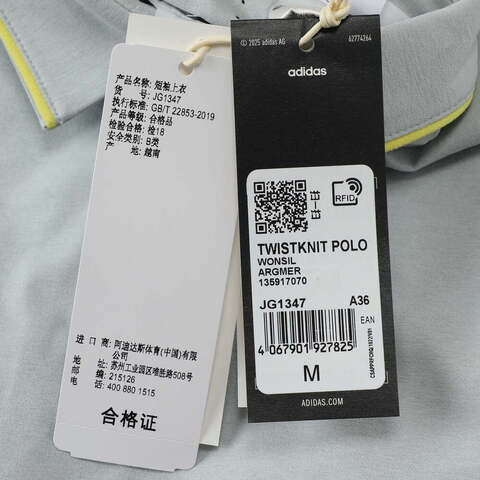 产品名称: 短袖上衣
货 号: JG1347
执行标准: GB/T 22853-2019
产品等级: 合格品
检验合格: 检18
安全类别: B类
产 地: 越南
进 口 商: 阿迪达斯体育(中国)有限
公司
地 址: 苏州工业园区唯胜路508号
邮 编: 215126
电 话: 400 880 1515
合格证
© 2025 adidas AG
62774264
adidas
RFID
TWISTKNIT POLO
WONSIL
ARGMER
135917070
JG1347 A36
EAN
4 067901 927825
M
ADIDAS.COM